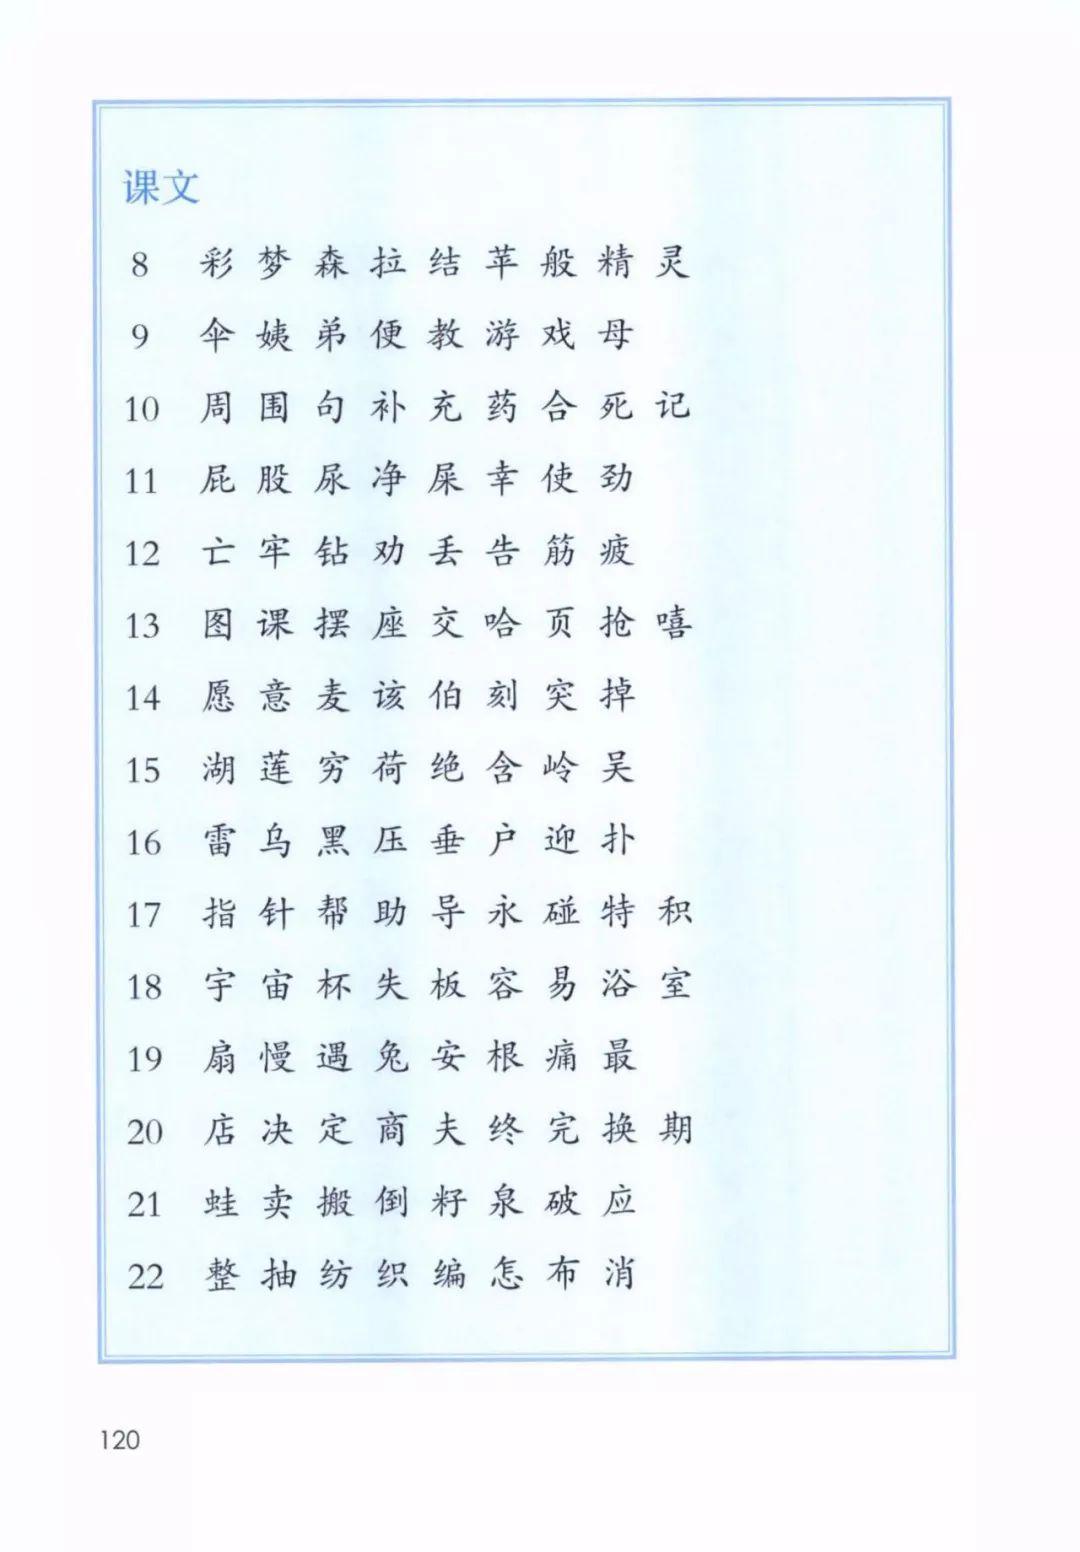 课文
8 彩 梦 森 拉 结 苹 般 精 灵
9 伞 姨 弟 便 教 游 戏 母
10 周 围 句 补 充 药 合 死 记
11 屁 股 尿 净 屎 幸 使 劲
12 亡 牢 钻 劝 丢 告 筋 疲
13 图 课 摆 座 交 哈 页 抢 嘻
14 愿 意 麦 该 伯 刻 突 掉
15 湖 莲 穷 荷 绝 含 岭 吴
16 雷 乌 黑 压 垂 户 迎 扑
17 指 针 帮 助 导 永 碰 特 积
18 宇 宙 杯 失 板 容 易 浴 室
19 扇 慢 遇 兔 安 根 痛 最
20 店 决 定 商 夫 终 完 换 期
21 蛙 卖 搬 倒 籽 泉 破 应
22 整 抽 纺 织 编 怎 布 消
120